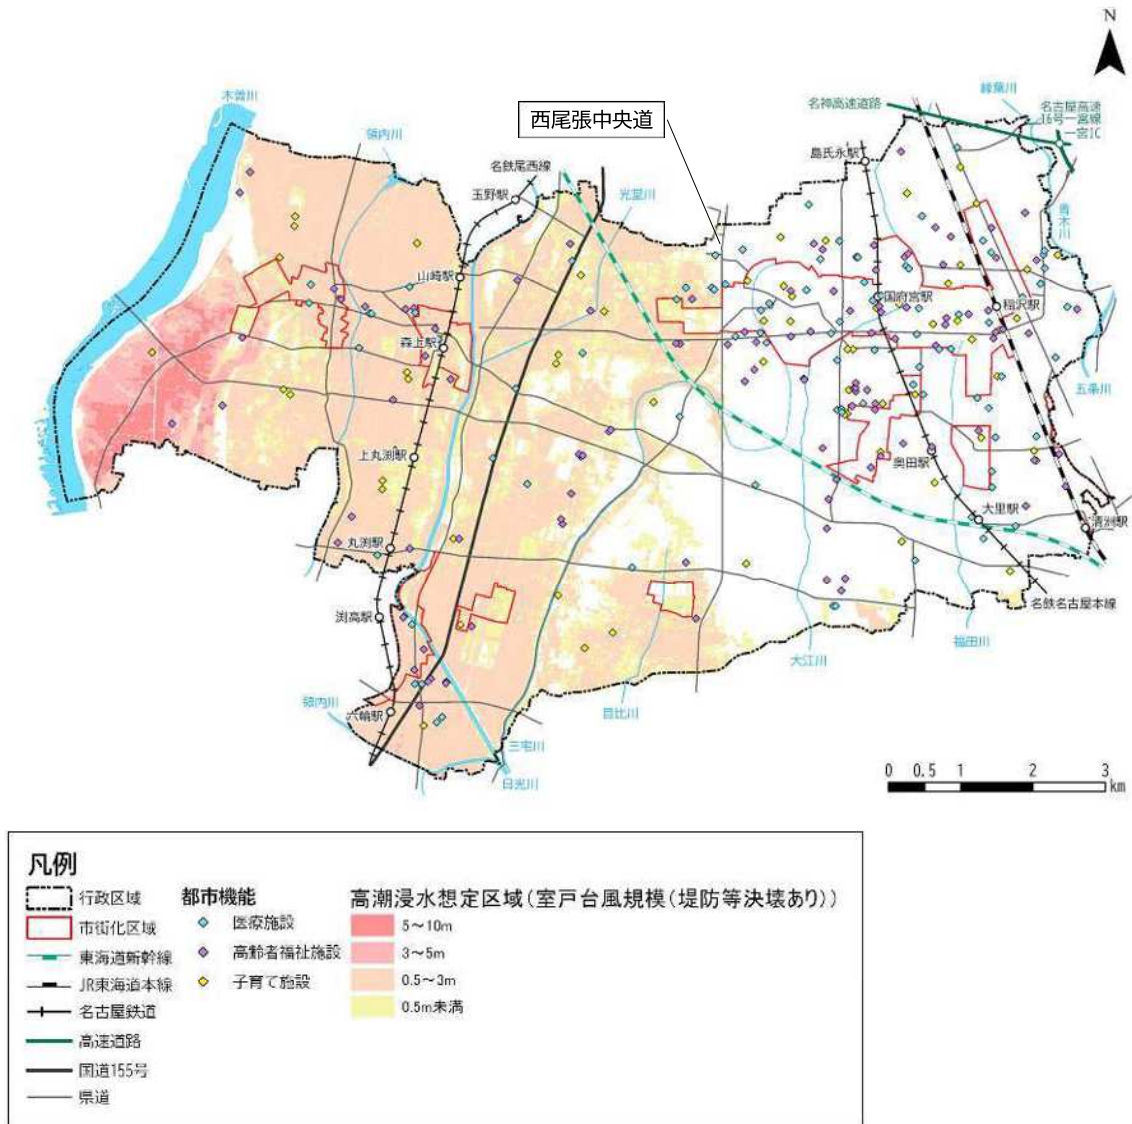 N
木曽川
領内川
西尾張中央道
名神高速道路
緑葉川
名古屋高速
16号一宮線
一宮IC
名鉄尾西線
玉野駅
光堂川
島氏永駅
青木川
山崎駅
国府宮駅
稲沢駅
森上駅
五条川
上丸渕駅
奥田駅
大里駅
清洲駅
丸渕駅
渕高駅
名鉄名古屋本線
福田川
大江川
領内川
六輪駅
目比川
三宅川
日光川
0 0.5 1 2 3
km
凡例
行政区域
市街化区域
東海道新幹線
JR東海道本線
名古屋鉄道
高速道路
国道155号
県道
都市機能
医療施設
高齢者福祉施設
子育て施設
高潮浸水想定区域(室戸台風規模(堤防等決壊あり))
5～10m
3～5m
0.5～3m
0.5m未満